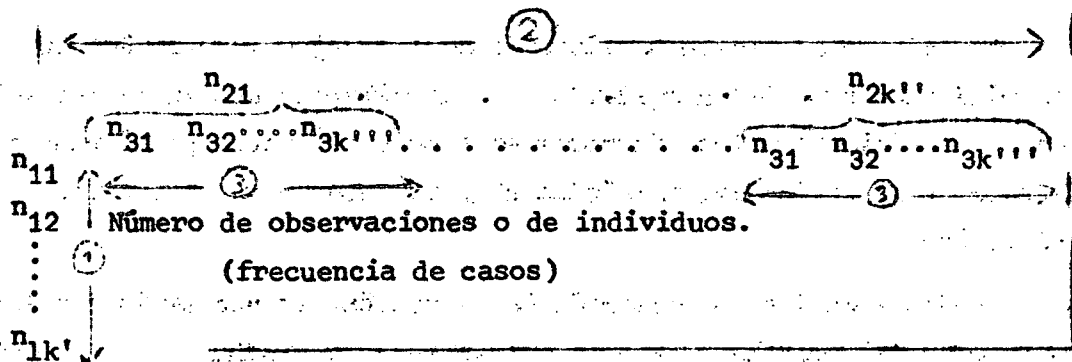 ②
n21 . . . . n2k''
n31 n32....n3k'''. . . . . . . . . . n31 n32....n3k'''
n11 ③ ③
n12 Número de observaciones o de individuos.
①
(frecuencia de casos)
n1k'